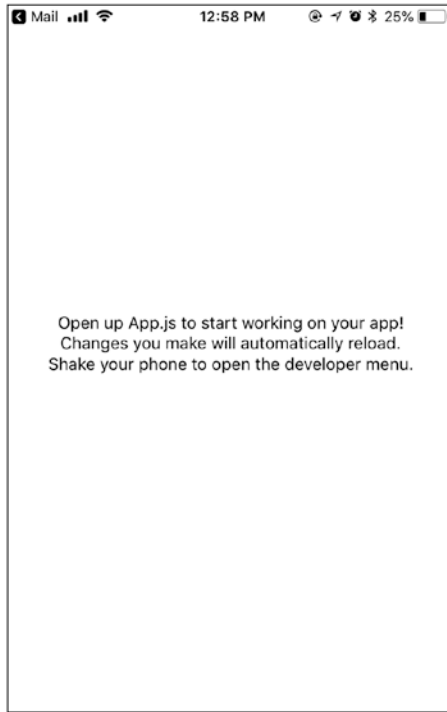 Mail 12:58 PM 25%
Open up App.js to start working on your app!
Changes you make will automatically reload.
Shake your phone to open the developer menu.